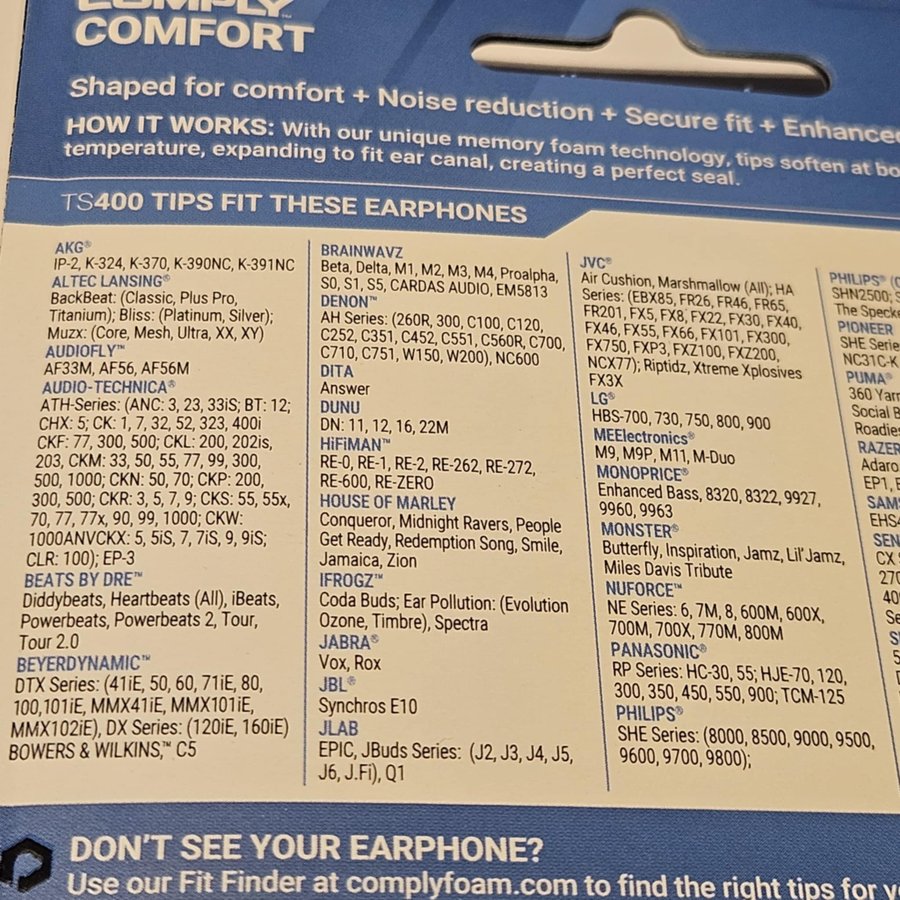 COMPLY™
COMFORT
Shaped for comfort + Noise reduction + Secure fit + Enhanced
HOW IT WORKS: With our unique memory foam technology, tips soften at
temperature, expanding to fit ear canal, creating a perfect seal.
TS400 TIPS FIT THESE EARPHONES
AKG®
IP-2, K-324, K-370, K-390NC, K-391NC
ALTEC LANSING®
BackBeat: (Classic, Plus Pro,
Titanium); Bliss: (Platinum, Silver);
Muzx: (Core, Mesh, Ultra, XX, XY)
AUDIOFLY™
AF33M, AF56, AF56M
AUDIO-TECHNICA®
ATH-Series: (ANC: 3, 23, 33iS; BT: 12;
CHX: 5; CK: 1, 7, 32, 52, 323, 400i
CKF: 77, 300, 500; CKL: 200, 202is,
203, CKM: 33, 50, 55, 77, 99, 300,
500, 1000; CKN: 50, 70; CKP: 200,
300, 500; CKR: 3, 5, 7, 9; CKS: 55, 55x,
70, 77, 77x, 90, 99, 1000; CKW:
1000ANVCKX: 5, 5iS, 7, 7iS, 9, 9iS;
CLR: 100); EP-3
BEATS BY DRE™
Diddybeats, Heartbeats (All), iBeats,
Powerbeats, Powerbeats 2, Tour,
Tour 2.0
BEYERDYNAMIC™
DTX Series: (41iE, 50, 60, 71iE, 80,
100,101iE, MMX41iE, MMX101iE,
MMX102iE), DX Series: (120iE, 160iE)
BOWERS & WILKINS,™ C5
BRAINWAVZ
Beta, Delta, M1, M2, M3, M4, Proalpha,
S0, S1, S5, CARDAS AUDIO, EM5813
DENON™
AH Series: (260R, 300, C100, C120,
C252, C351, C452, C551, C560R, C700,
C710, C751, W150, W200), NC600
DITA
Answer
DUNU
DN: 11, 12, 16, 22M
HiFiMAN™
RE-0, RE-1, RE-2, RE-262, RE-272,
RE-600, RE-ZERO
HOUSE OF MARLEY
Conqueror, Midnight Ravers, People
Get Ready, Redemption Song, Smile,
Jamaica, Zion
IFROGZ™
Coda Buds; Ear Pollution: (Evolution
Ozone, Timbre), Spectra
JABRA®
Vox, Rox
JBL®
Synchros E10
JLAB
EPIC, JBuds Series: (J2, J3, J4, J5,
J6, J.Fi), Q1
JVC®
Air Cushion, Marshmallow (All); HA
Series: (EBX85, FR26, FR46, FR65,
FR201, FX5, FX8, FX22, FX30, FX40,
FX46, FX55, FX66, FX101, FX300,
FX750, FXP3, FXZ100, FXZ200,
NCX77); Riptidz, Xtreme Xplosives
FX3X
LG®
HBS-700, 730, 750, 800, 900
MEElectronics®
M9, M9P, M11, M-Duo
MONOPRICE®
Enhanced Bass, 8320, 8322, 9927,
9960, 9963
MONSTER®
Butterfly, Inspiration, Jamz, Lil' Jamz,
Miles Davis Tribute
NUFORCE™
NE Series: 6, 7M, 8, 600M, 600X,
700M, 700X, 770M, 800M
PANASONIC®
RP Series: HC-30, 55; HJE-70, 120,
300, 350, 450, 550, 900; TCM-125
PHILIPS®
SHE Series: (8000, 8500, 9000, 9500,
9600, 9700, 9800);
PHILIPS® (
SHN2500;
The Specke
PIONEER
SHE Serie
NC31C-K
PUMA®
360 Yarn
Social B
Roadies
RAZER
Adaro
EP1,
SAMS
EHS4
SEN
CX
270
40
Se
DON'T SEE YOUR EARPHONE?
Use our Fit Finder at complyfoam.com to find the right tips for